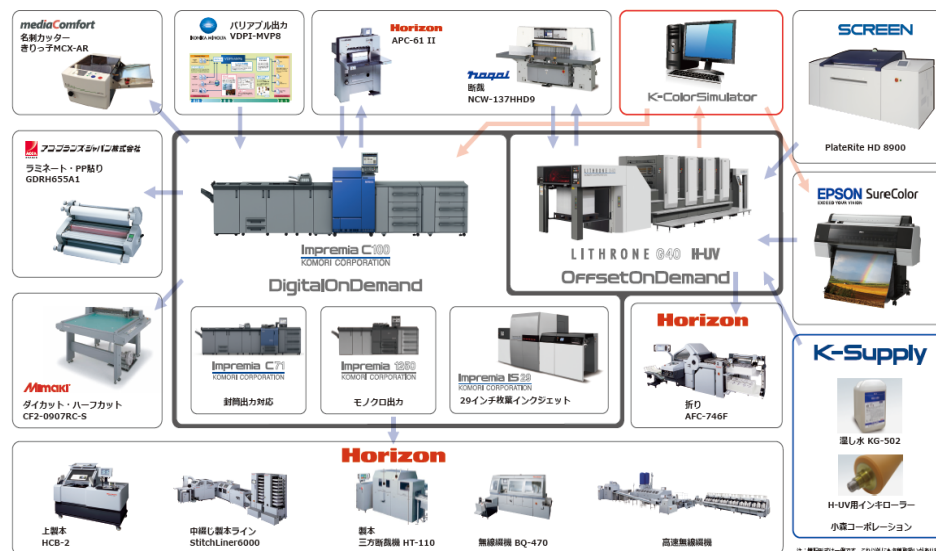 mediaComfort
名刺カッター
きりっ子MCX-AR
KONICA MINOLTA
バリアブル出力
VDPI-MVP8
Horizon
APC-61 II
nagai
断裁
NCW-137HHD9
K-ColorSimulator
SCREEN
PlateRite HD 8900
アコ・ブランズ・ジャパン株式会社
ラミネート・PP貼り
GDRH655A1
Impremia C100
KOMORI CORPORATION
DigitalOnDemand
LITHRONE G40 H-UV
OffsetOnDemand
EPSON SureColor
EXCEED YOUR VISION
Mimaki
ダイカット・ハーフカット
CF2-0907RC-S
Impremia C71
KOMORI CORPORATION
封筒出力対応
Impremia 1250
KOMORI CORPORATION
モノクロ出力
Impremia IS 29
KOMORI CORPORATION
29インチ枚葉インクジェット
Horizon
折り
AFC-746F
K-Supply
湿し水 KG-502
H-UV用インキローラー
小森コーポレーション
Horizon
上製本
HCB-2
中綴じ製本ライン
StitchLiner6000
製本
三方断裁機 HT-110
無線綴機 BQ-470
高速無線綴機